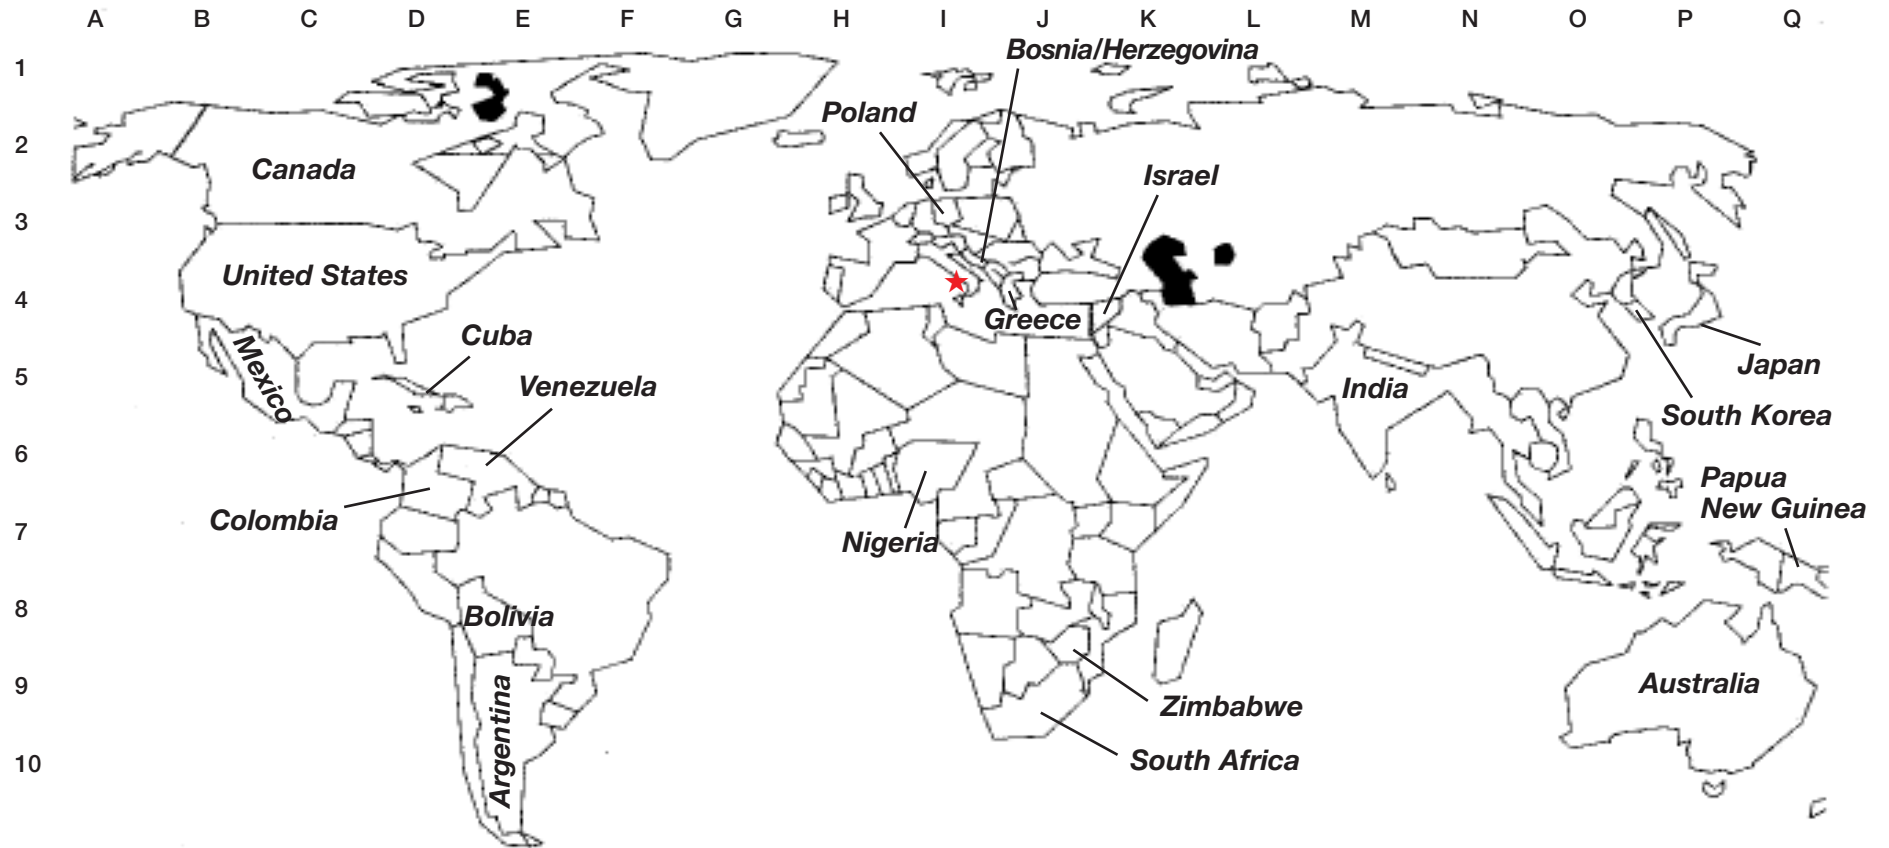 A B C D E F G H I J K L M N O P Q
1
Bosnia/Herzegovina
Poland
2
Canada
Israel
3
United States
4
Greece
Cuba
Mexico
Japan
5
Venezuela
India
South Korea
6
Papua
New Guinea
Colombia
7
Nigeria
8
Bolivia
9
Australia
Argentina
Zimbabwe
10
South Africa